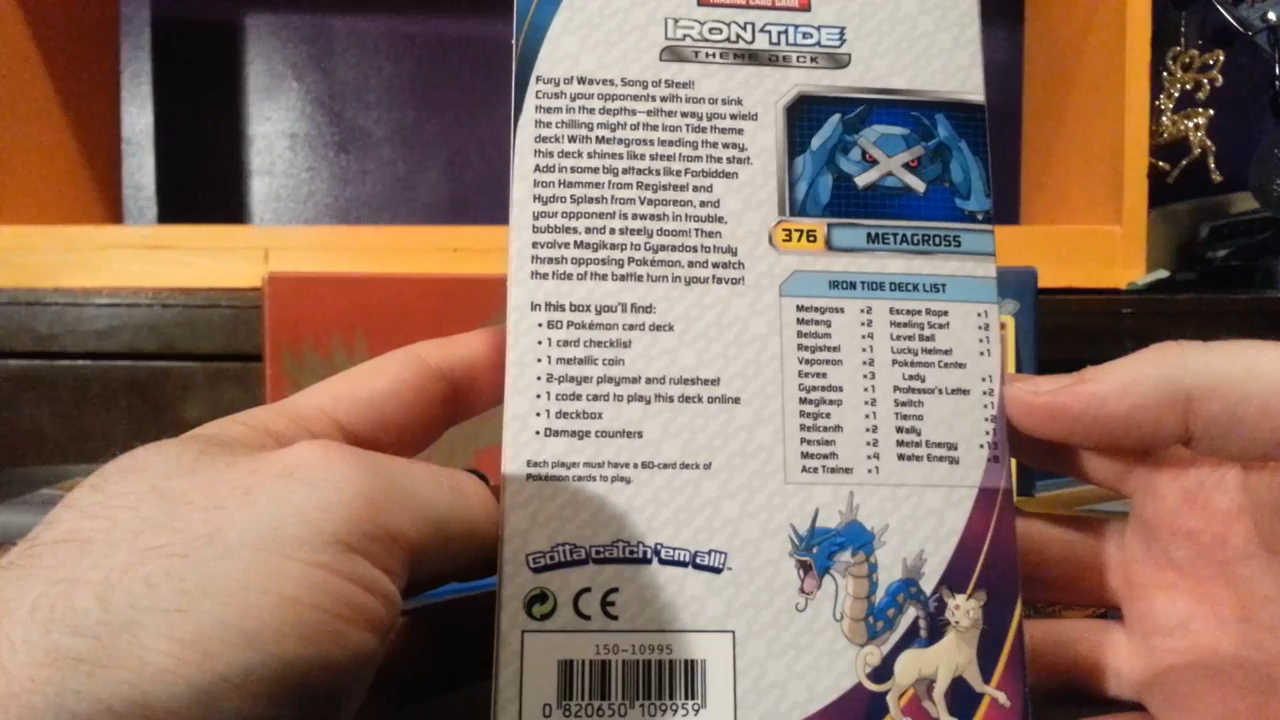 TRADING CARD GAME
IRON TIDE
THEME DECK
Fury of Waves, Song of Steel!
Crush your opponents with iron or sink
them in the depths—either way you wield
the chilling might of the Iron Tide theme
deck! With Metagross leading the way,
this deck shines like steel from the start.
Add in some big attacks like Forbidden
Iron Hammer from Registeel and
Hydro Splash from Vaporeon, and
your opponent is awash in trouble,
bubbles, and a steely doom! Then
evolve Magikarp to Gyarados to truly
thrash opposing Pokémon, and watch
the tide of the battle turn in your favor!
In this box you'll find:
• 60 Pokémon card deck
• 1 card checklist
• 1 metallic coin
• 2-player playmat and rulesheet
• 1 code card to play this deck online
• 1 deckbox
• Damage counters
Each player must have a 60-card deck of
Pokémon cards to play.
Gotta catch 'em all!™
CE
150-10995
0 820650 109959
376 METAGROSS
IRON TIDE DECK LIST
Metagross ×2
Metang ×2
Beldum ×4
Registeel ×1
Vaporeon ×2
Eevee ×3
Gyarados ×1
Magikarp ×2
Regice ×1
Relicanth ×2
Persian ×2
Meowth ×4
Ace Trainer ×1
Escape Rope ×1
Healing Scarf ×2
Level Ball ×1
Lucky Helmet ×1
Pokémon Center
Lady ×1
Professor's Letter ×2
Switch ×1
Tierno ×2
Wally ×1
Metal Energy ×13
Water Energy ×8